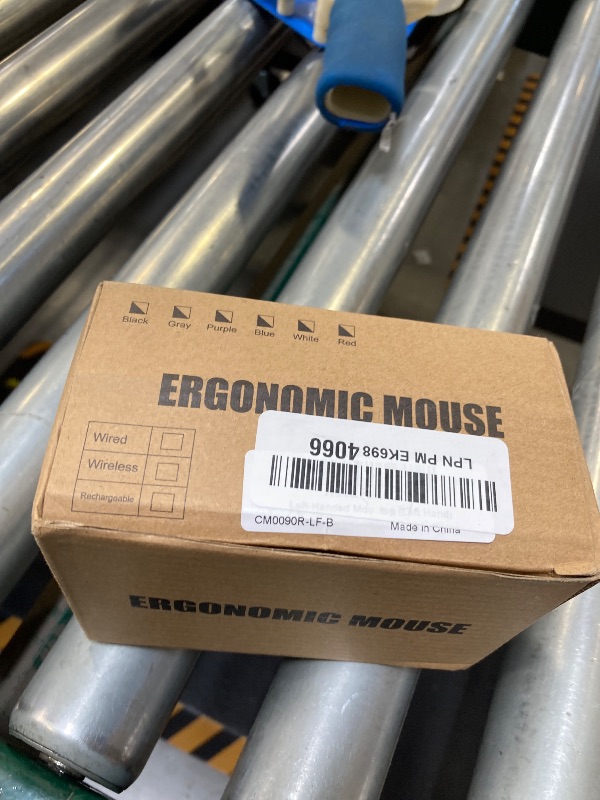 Black Gray Purple Blue White Red
ERGONOMIC MOUSE
Wired
Wireless
Rechargeable
LPN PM EK698 4066
CM0090R-LF-B Made in China
ERGONOMIC MOUSE